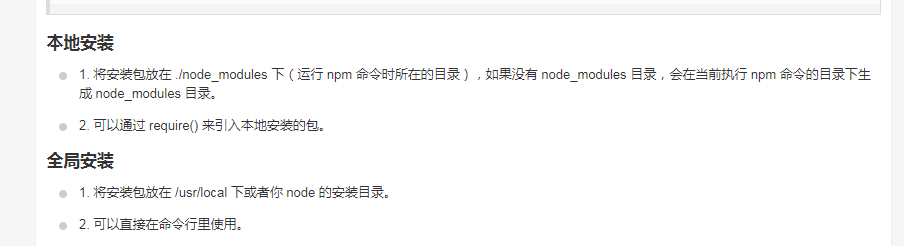 本地安装
1. 将安装包放在 ./node_modules 下（运行 npm 命令时所在的目录），如果没有 node_modules 目录，会在当前执行 npm 命令的目录下生
成 node_modules 目录。
2. 可以通过 require() 来引入本地安装的包。
全局安装
1. 将安装包放在 /usr/local 下或者你 node 的安装目录。
2. 可以直接在命令行里使用。